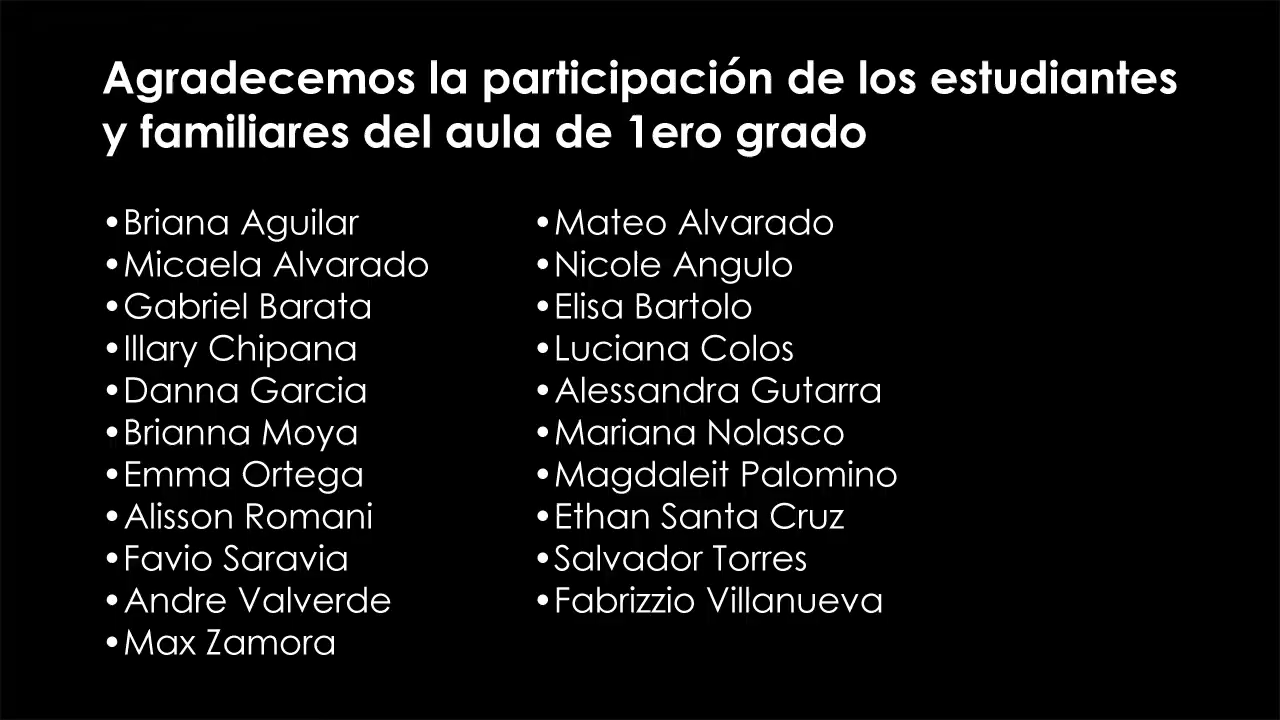 Agradecemos la participación de los estudiantes
y familiares del aula de 1ero grado
•Briana Aguilar
•Micaela Alvarado
•Gabriel Barata
•Illary Chipana
•Danna Garcia
•Brianna Moya
•Emma Ortega
•Alisson Romani
•Favio Saravia
•Andre Valverde
•Max Zamora
•Mateo Alvarado
•Nicole Angulo
•Elisa Bartolo
•Luciana Colos
•Alessandra Gutarra
•Mariana Nolasco
•Magdaleit Palomino
•Ethan Santa Cruz
•Salvador Torres
•Fabrizzio Villanueva